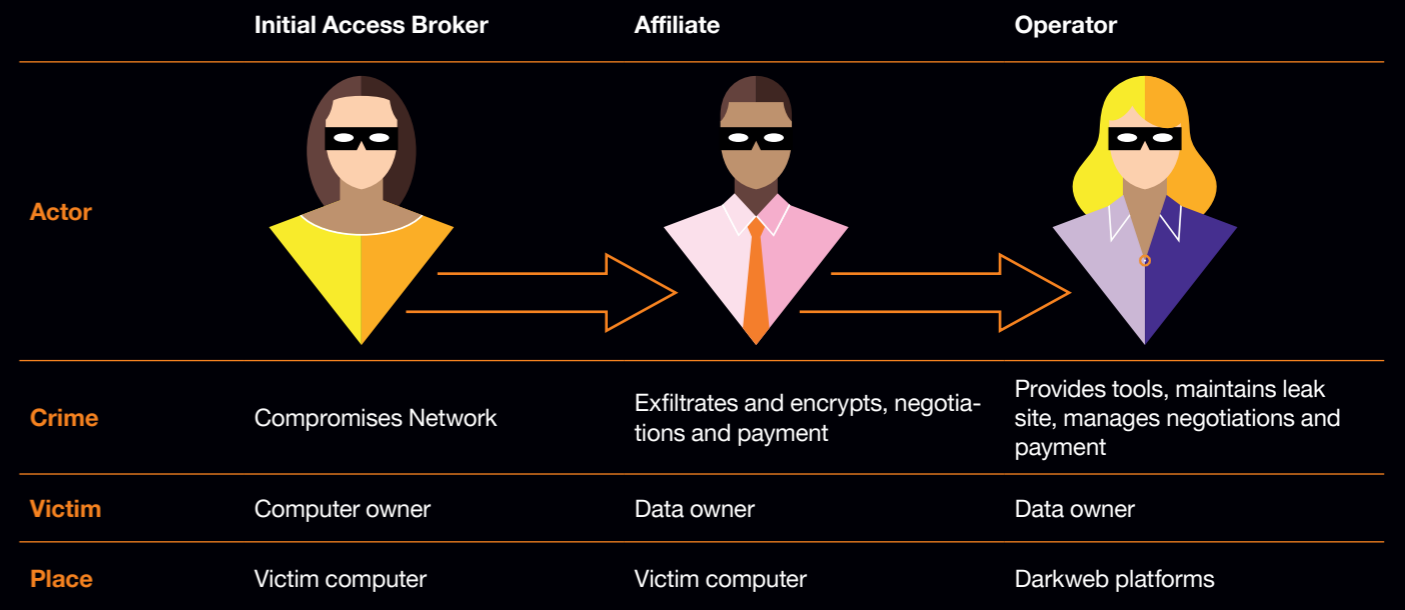 Initial Access Broker
Affiliate
Operator
Actor
Crime
Compromises Network
Exfiltrates and encrypts, negotia-
tions and payment
Provides tools, maintains leak
site, manages negotiations and
payment
Victim
Computer owner
Data owner
Data owner
Place
Victim computer
Victim computer
Darkweb platforms